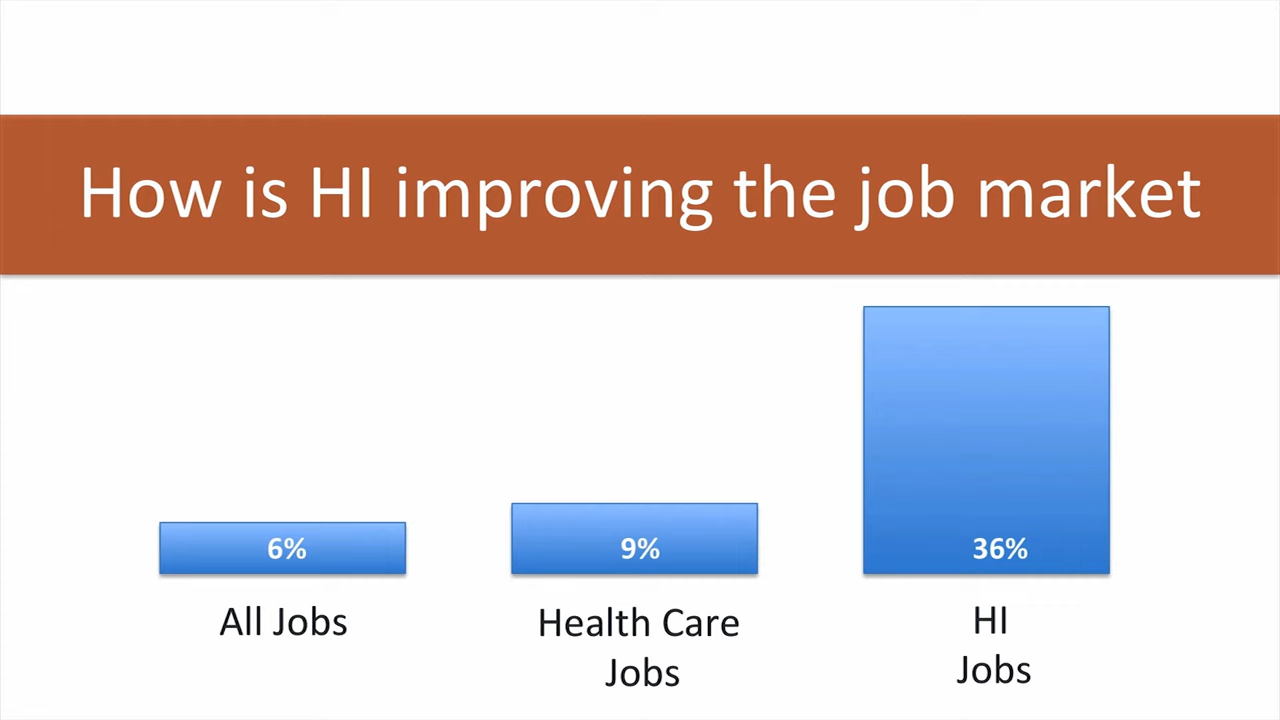 How is HI improving the job market
6%
9%
36%
All Jobs
Health Care
Jobs
HI
Jobs